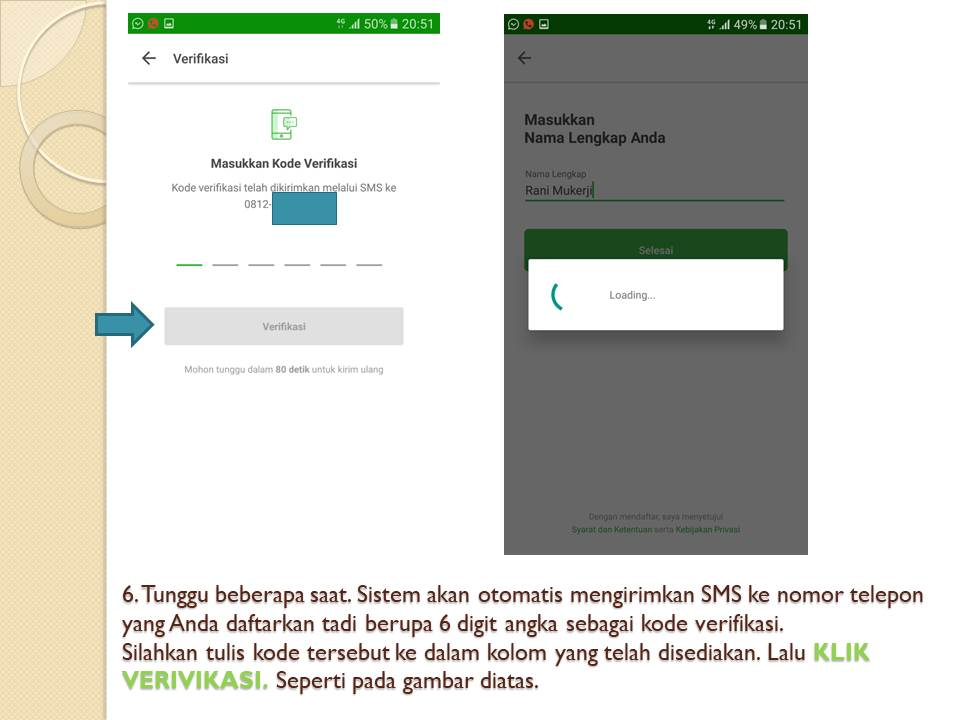 4G 50% 20:51
Verifikasi
Masukkan Kode Verifikasi
Kode verifikasi telah dikirimkan melalui SMS ke
0812-
Verifikasi
Mohon tunggu dalam 80 detik untuk kirim ulang
4G 49% 20:51
Masukkan
Nama Lengkap Anda
Nama Lengkap
Rani Mukerji
Selesai
Loading...
Dengan mendaftar, saya menyetujui
Syarat dan Ketentuan serta Kebijakan Privasi
6. Tunggu beberapa saat. Sistem akan otomatis mengirimkan SMS ke nomor telepon
yang Anda daftarkan tadi berupa 6 digit angka sebagai kode verifikasi.
Silahkan tulis kode tersebut ke dalam kolom yang telah disediakan. Lalu KLIK
VERIVIKASI. Seperti pada gambar diatas.